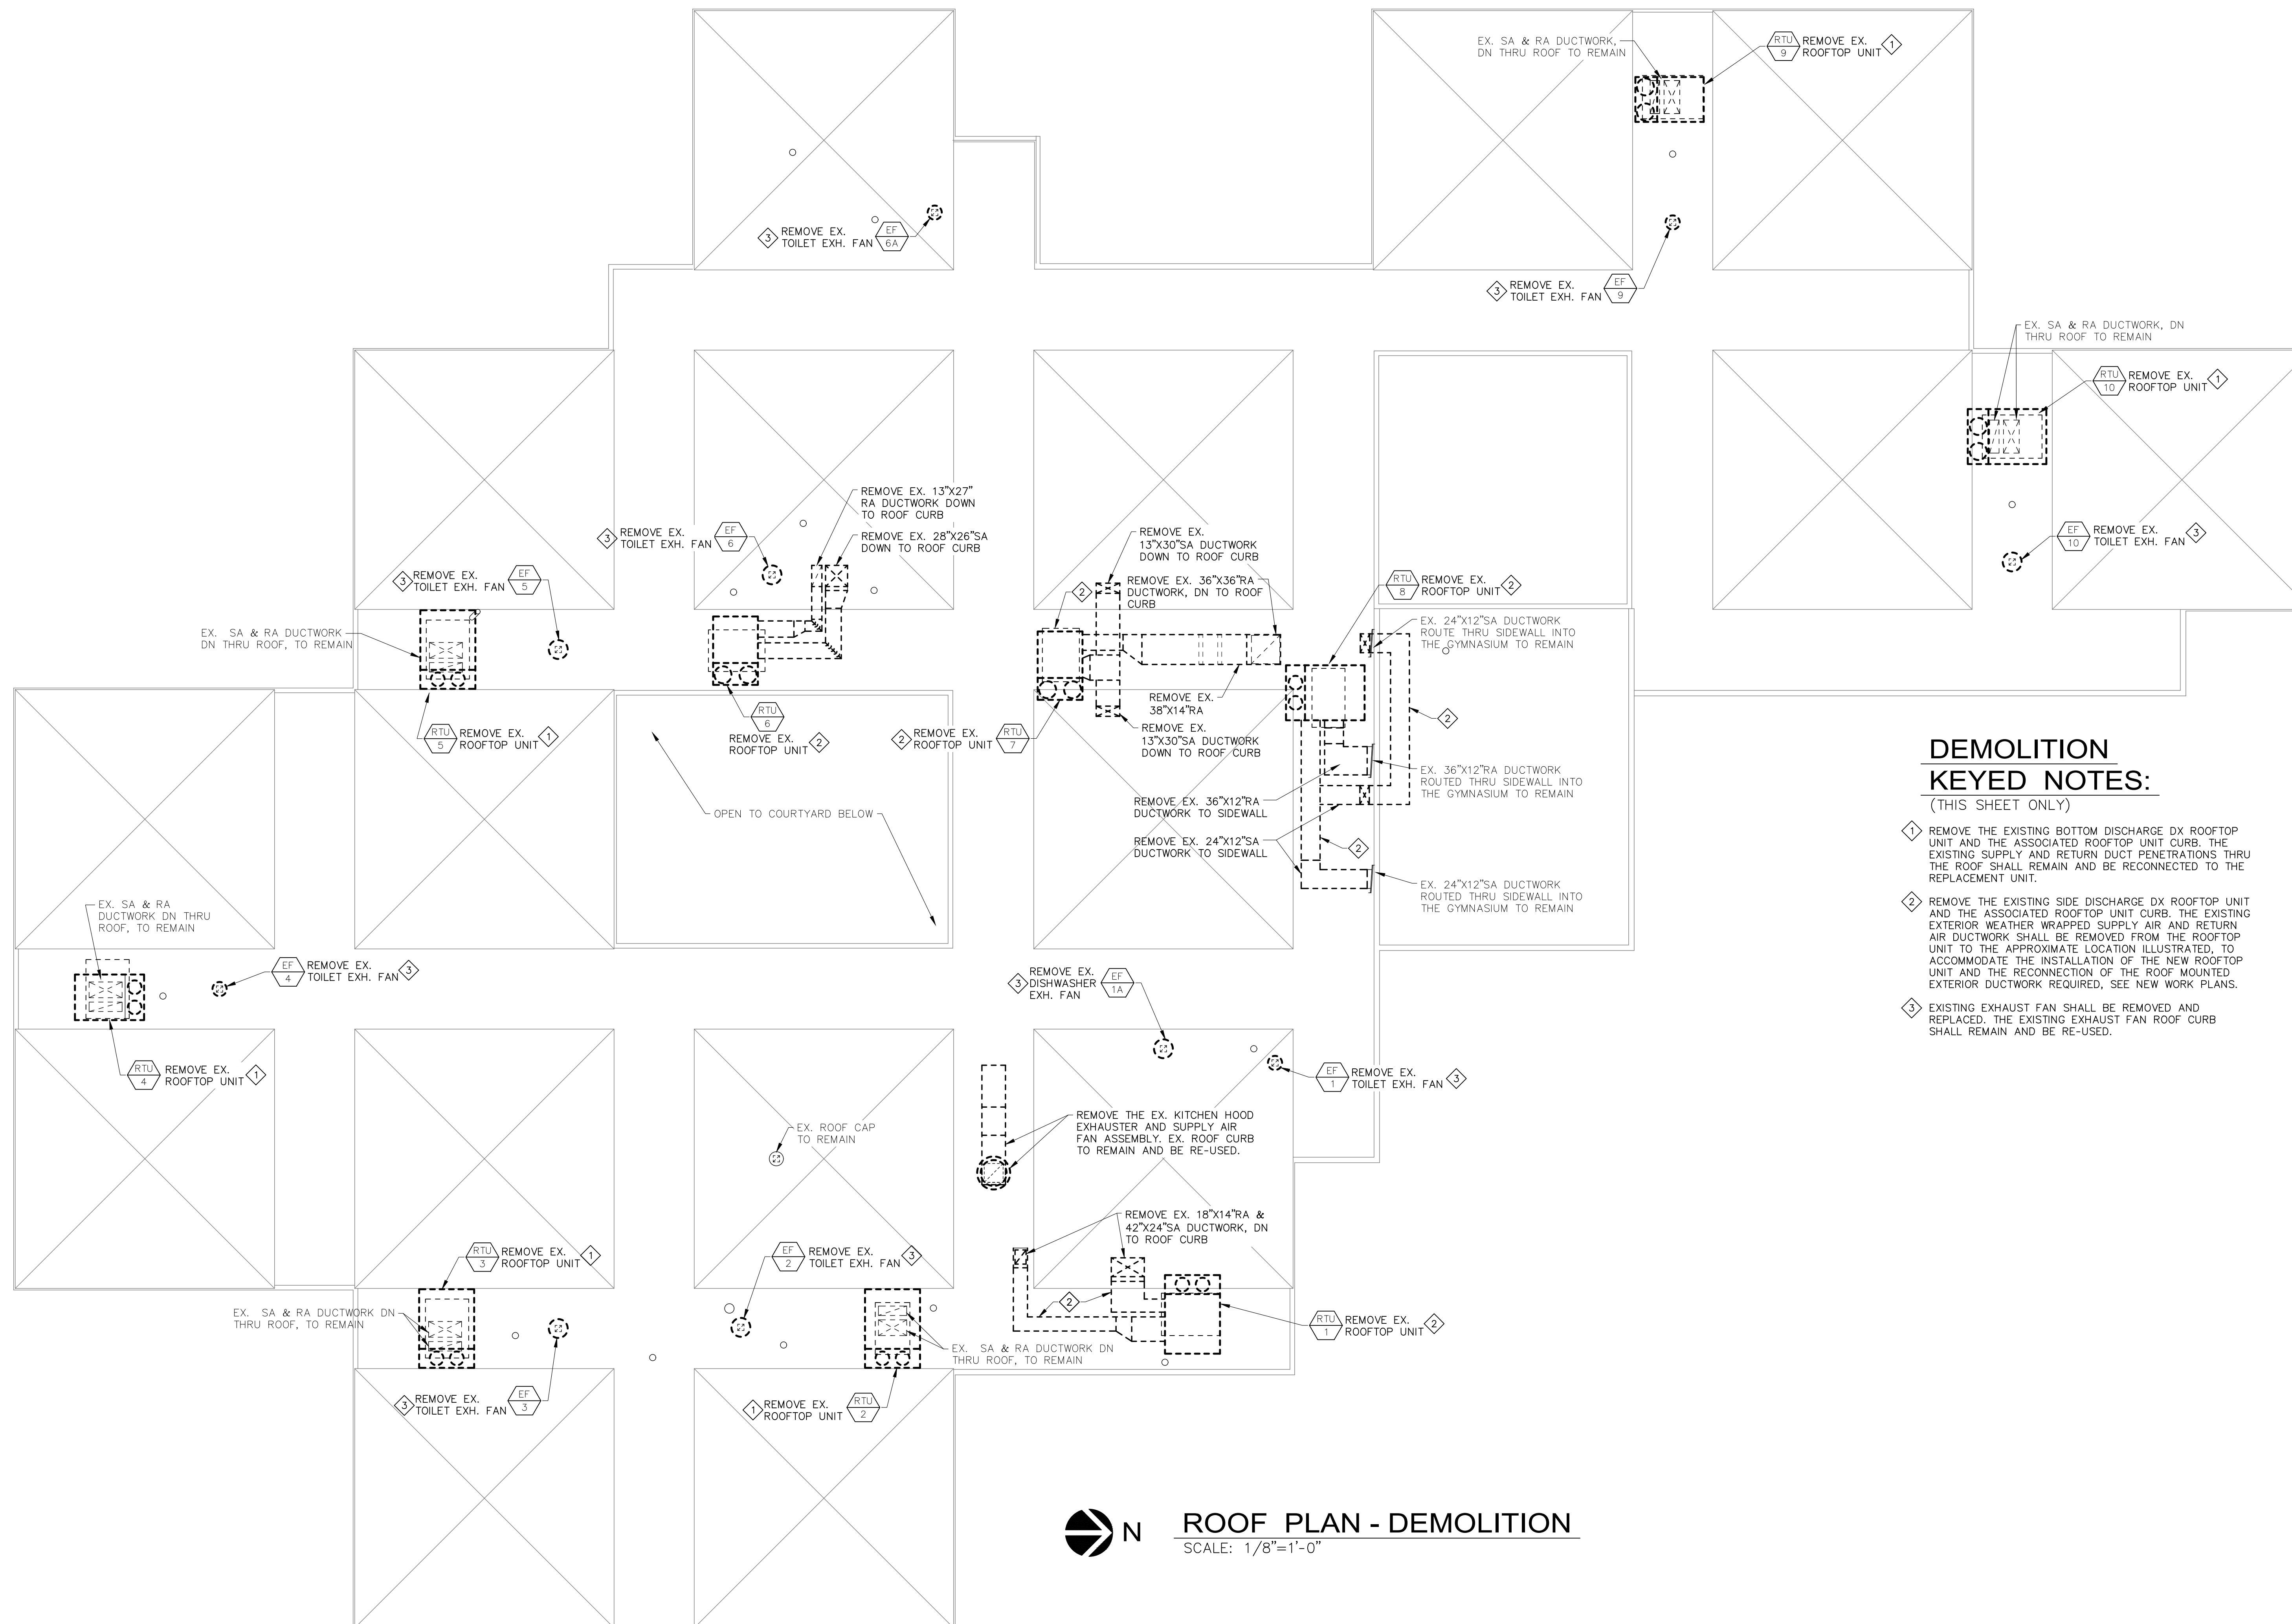 EX. SA & RA DUCTWORK,
DN THRU ROOF TO REMAIN
RTU
9
REMOVE EX.
ROOFTOP UNIT
1
3
REMOVE EX.
TOILET EXH. FAN
EF
6A
3
REMOVE EX.
TOILET EXH. FAN
EF
9
EX. SA & RA DUCTWORK, DN
THRU ROOF TO REMAIN
RTU
10
REMOVE EX.
ROOFTOP UNIT
1
EF
10
REMOVE EX.
TOILET EXH. FAN
3
REMOVE EX. 13"X27"
RA DUCTWORK DOWN
TO ROOF CURB
REMOVE EX. 28"X26"SA
DOWN TO ROOF CURB
3
REMOVE EX.
TOILET EXH. FAN
EF
6
3
REMOVE EX.
TOILET EXH. FAN
EF
5
EX. SA & RA DUCTWORK
DN THRU ROOF, TO REMAIN
REMOVE EX.
13"X30"SA DUCTWORK
DOWN TO ROOF CURB
2
REMOVE EX. 36"X36"RA
DUCTWORK, DN TO ROOF
CURB
RTU
8
REMOVE EX.
ROOFTOP UNIT
2
EX. 24"X12"SA DUCTWORK
ROUTE THRU SIDEWALL INTO
THE GYMNASIUM TO REMAIN
RTU
5
REMOVE EX.
ROOFTOP UNIT
1
RTU
6
REMOVE EX.
ROOFTOP UNIT
2
2
REMOVE EX.
ROOFTOP UNIT
RTU
7
REMOVE EX.
38"X14"RA
REMOVE EX.
13"X30"SA DUCTWORK
DOWN TO ROOF CURB
2
EX. 36"X12"RA DUCTWORK
ROUTED THRU SIDEWALL INTO
THE GYMNASIUM TO REMAIN
REMOVE EX. 36"X12"RA
DUCTWORK TO SIDEWALL
REMOVE EX. 24"X12"SA
DUCTWORK TO SIDEWALL
2
EX. 24"X12"SA DUCTWORK
ROUTED THRU SIDEWALL INTO
THE GYMNASIUM TO REMAIN
OPEN TO COURTYARD BELOW
EX. SA & RA
DUCTWORK DN THRU
ROOF, TO REMAIN
EF
4
REMOVE EX.
TOILET EXH. FAN
3
RTU
4
REMOVE EX.
ROOFTOP UNIT
1
3
REMOVE EX.
DISHWASHER
EXH. FAN
EF
1A
EF
1
REMOVE EX.
TOILET EXH. FAN
3
EX. ROOF CAP
TO REMAIN
REMOVE THE EX. KITCHEN HOOD
EXHAUSTER AND SUPPLY AIR
FAN ASSEMBLY. EX. ROOF CURB
TO REMAIN AND BE RE-USED.
REMOVE EX. 18"X14"RA &
42"X24"SA DUCTWORK, DN
TO ROOF CURB
RTU
3
REMOVE EX.
ROOFTOP UNIT
1
EF
2
REMOVE EX.
TOILET EXH. FAN
3
EX. SA & RA DUCTWORK DN
THRU ROOF, TO REMAIN
2
RTU
1
REMOVE EX.
ROOFTOP UNIT
2
EX. SA & RA DUCTWORK DN
THRU ROOF, TO REMAIN
3
REMOVE EX.
TOILET EXH. FAN
EF
3
1
REMOVE EX.
ROOFTOP UNIT
RTU
2
DEMOLITION
KEYED NOTES:
(THIS SHEET ONLY)
1 REMOVE THE EXISTING BOTTOM DISCHARGE DX ROOFTOP
UNIT AND THE ASSOCIATED ROOFTOP UNIT CURB. THE
EXISTING SUPPLY AND RETURN DUCT PENETRATIONS THRU
THE ROOF SHALL REMAIN AND BE RECONNECTED TO THE
REPLACEMENT UNIT.
2 REMOVE THE EXISTING SIDE DISCHARGE DX ROOFTOP UNIT
AND THE ASSOCIATED ROOFTOP UNIT CURB. THE EXISTING
EXTERIOR WEATHER WRAPPED SUPPLY AIR AND RETURN
AIR DUCTWORK SHALL BE REMOVED FROM THE ROOFTOP
UNIT TO THE APPROXIMATE LOCATION ILLUSTRATED, TO
ACCOMMODATE THE INSTALLATION OF THE NEW ROOFTOP
UNIT AND THE RECONNECTION OF THE ROOF MOUNTED
EXTERIOR DUCTWORK REQUIRED, SEE NEW WORK PLANS.
3 EXISTING EXHAUST FAN SHALL BE REMOVED AND
REPLACED. THE EXISTING EXHAUST FAN ROOF CURB
SHALL REMAIN AND BE RE-USED.
N
ROOF PLAN - DEMOLITION
SCALE: 1/8"=1'-0"